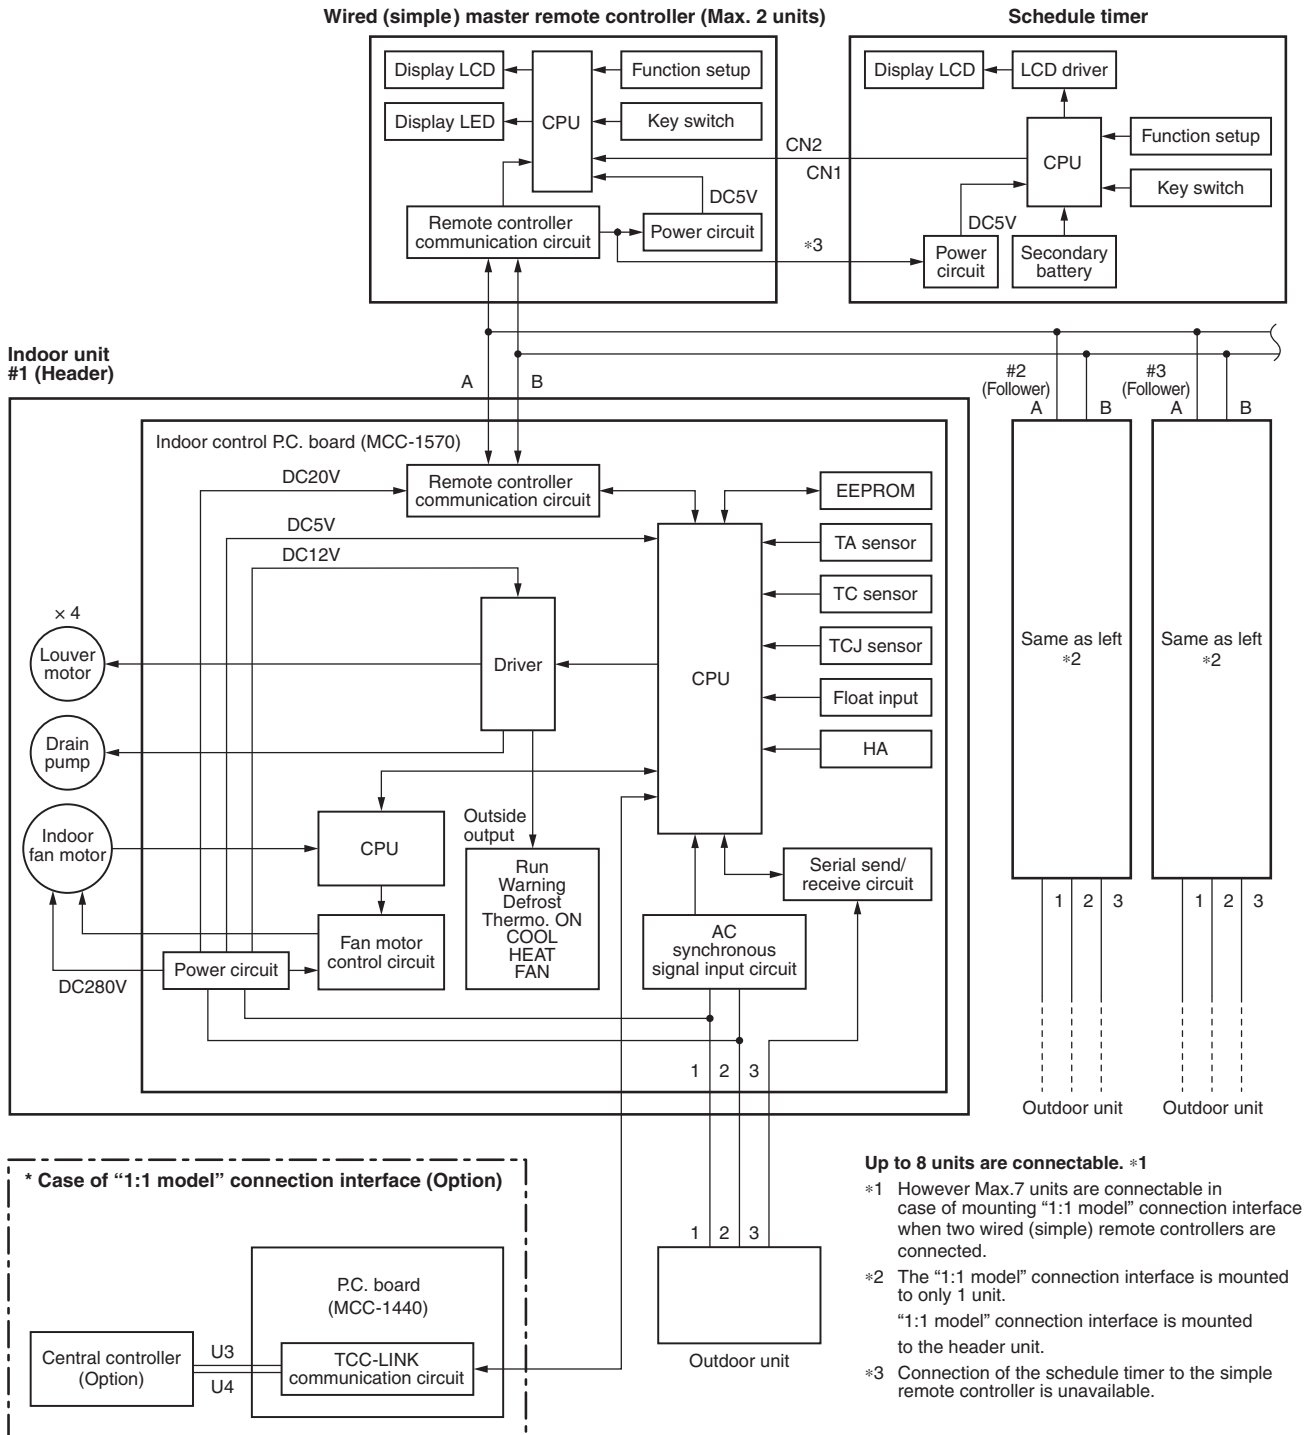 Wired (simple) master remote controller (Max. 2 units)
Schedule timer
Display LCD
Function setup
Display LED
CPU
Key switch
Remote controller
communication circuit
Power circuit
DC5V
CN2
CN1
∗3
Display LCD
LCD driver
CPU
Function setup
Key switch
DC5V
Power
circuit
Secondary
battery
Indoor unit
#1 (Header)
A
B
#2
(Follower)
A
B
#3
(Follower)
A
B
Indoor control P.C. board (MCC-1570)
DC20V
Remote controller
communication circuit
DC5V
DC12V
EEPROM
TA sensor
TC sensor
TCJ sensor
Float input
HA
× 4
Louver
motor
Driver
CPU
Drain
pump
Indoor
fan motor
CPU
Outside
output
Run
Warning
Defrost
Thermo. ON
COOL
HEAT
FAN
Serial send/
receive circuit
AC
synchronous
signal input circuit
Fan motor
control circuit
Power circuit
DC280V
1
2
3
Same as left
∗2
Same as left
∗2
1
2
3
1
2
3
Outdoor unit
Outdoor unit
* Case of “1:1 model” connection interface (Option)
P.C. board
(MCC-1440)
TCC-LINK
communication circuit
Central controller
(Option)
U3
U4
1
2
3
Outdoor unit
Up to 8 units are connectable. ∗1
∗1 However Max.7 units are connectable in
case of mounting “1:1 model” connection interface
when two wired (simple) remote controllers are
connected.
∗2 The “1:1 model” connection interface is mounted
to only 1 unit.
“1:1 model” connection interface is mounted
to the header unit.
∗3 Connection of the schedule timer to the simple
remote controller is unavailable.